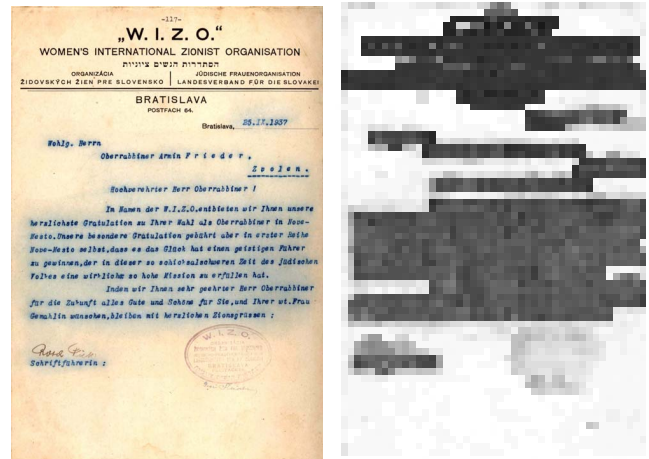 -117-
„W. I. Z. O.“
WOMEN'S INTERNATIONAL ZIONIST ORGANISATION
הסתדרות הנשים ציוניות
ORGANIZÁCIA
ŽIDOVSKÝCH ŽIEN PRE SLOVENSKO
JÜDISCHE FRAUENORGANISATION
LANDESVERBAND FÜR DIE SLOVAKEI
BRATISLAVA
POSTFACH 64.
Bratislava, 26.IX.1937
Wohlg. Herrn
Oberrabbiner Armin Frieder,
Zvolen.
Hochverehrter Herr Oberrabbiner !
Im Namen der W.I.Z.O.entbieten wir Ihnen unsere
herzlichste Gratulation zu Ihrer Wahl als Oberrabbiner in Nove-
Mesto.Unsere besondere Gratulation gebührt aber in erster Reihe
Nove-Mesto selbst,dass es das Glück hat einen geistigen Führer
zu gewinnen,der in dieser so schicksalschweren Zeit des jüdischen
Volkes eine wirkliche so hohe Mission zu erfüllen hat.
Inden wir Ihnen sehr geehrter Herr Oberrabbiner
für die Zukunft alles Gute und Schöne für Sie,und Ihrer wt.Frau
Gemahlin wünschen,bleiben mit herzlichen Zionsgrüssen :
Schriftführerin :
W.I.Z.O.